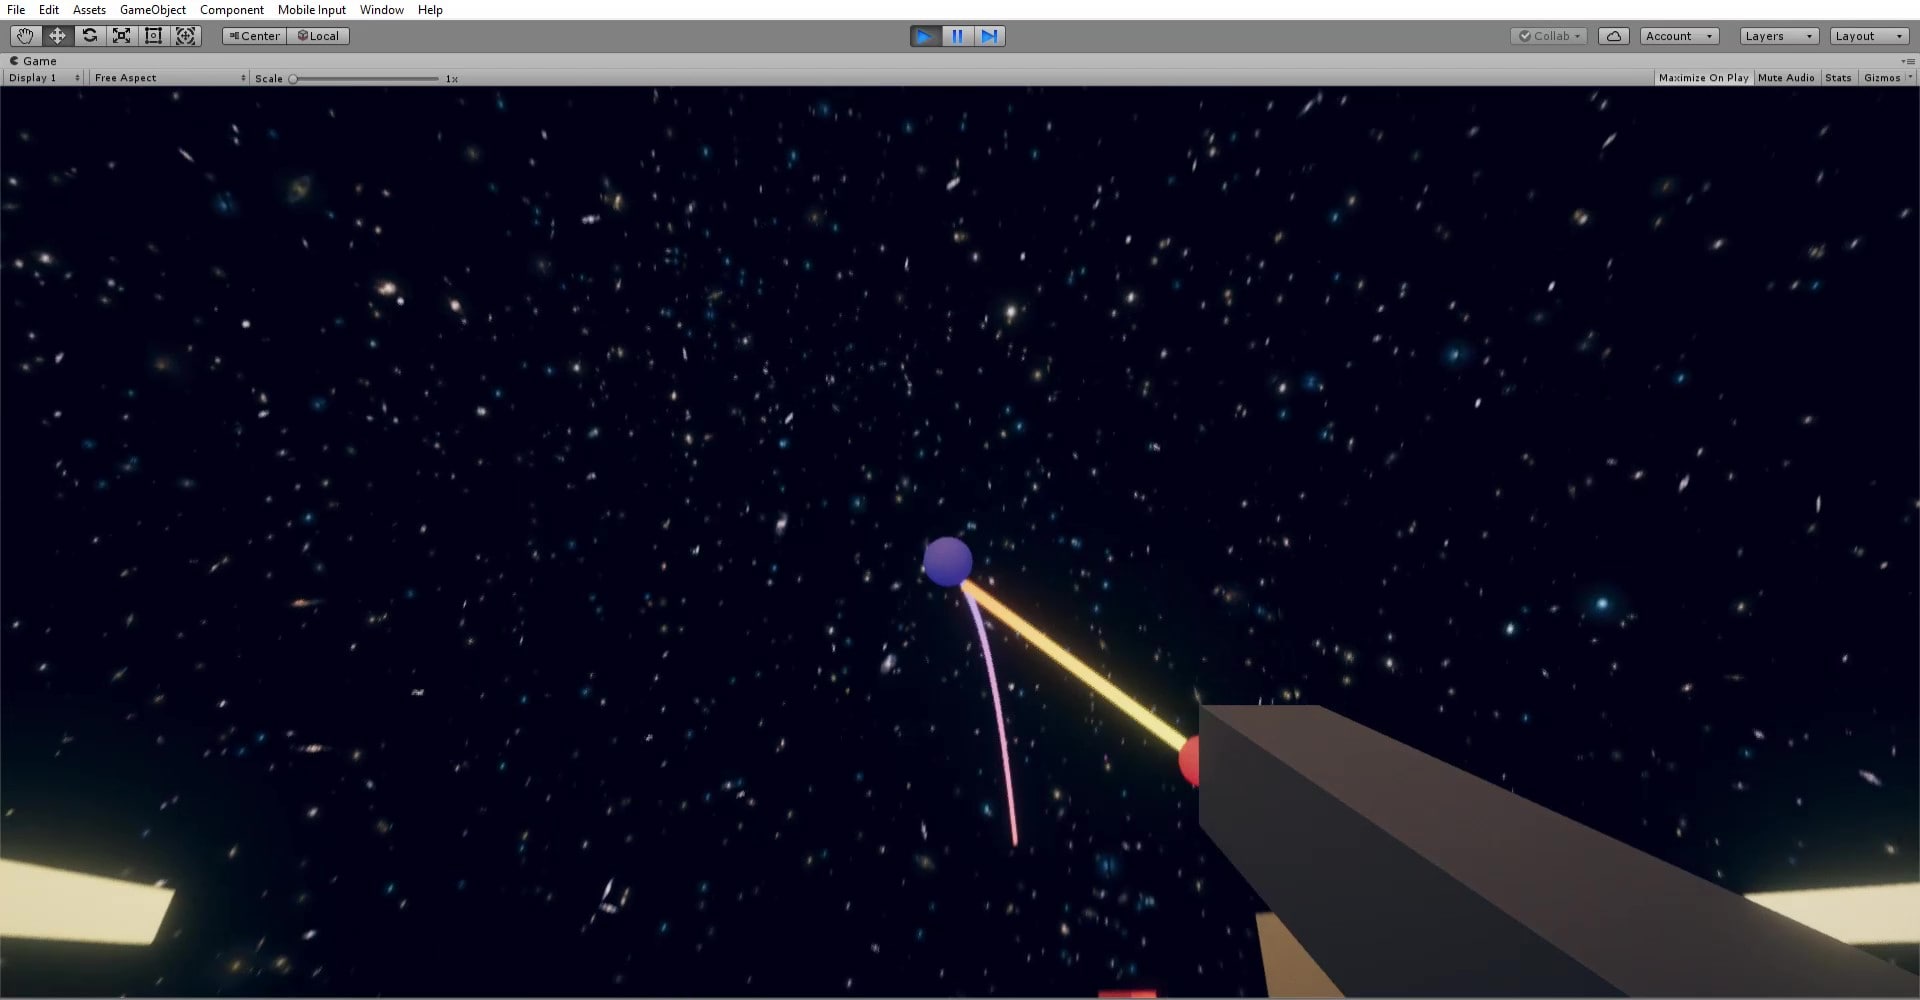 File Edit Assets GameObject Component Mobile Input Window Help
Center Local Collab Account Layers Layout
Game
Display 1 Free Aspect Scale 1x Maximize On Play Mute Audio Stats Gizmos